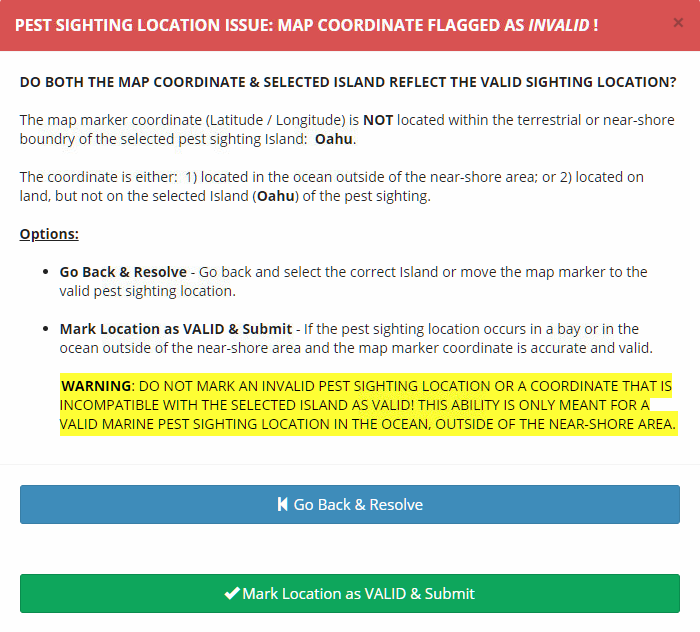 PEST SIGHTING LOCATION ISSUE: MAP COORDINATE FLAGGED AS INVALID !
×
DO BOTH THE MAP COORDINATE & SELECTED ISLAND REFLECT THE VALID SIGHTING LOCATION?
The map marker coordinate (Latitude / Longitude) is NOT located within the terrestrial or near-shore
boundry of the selected pest sighting Island: Oahu.
The coordinate is either: 1) located in the ocean outside of the near-shore area; or 2) located on
land, but not on the selected Island (Oahu) of the pest sighting.
Options:
• Go Back & Resolve - Go back and select the correct Island or move the map marker to the
valid pest sighting location.
• Mark Location as VALID & Submit - If the pest sighting location occurs in a bay or in the
ocean outside of the near-shore area and the map marker coordinate is accurate and valid.
WARNING: DO NOT MARK AN INVALID PEST SIGHTING LOCATION OR A COORDINATE THAT IS
INCOMPATIBLE WITH THE SELECTED ISLAND AS VALID! THIS ABILITY IS ONLY MEANT FOR A
VALID MARINE PEST SIGHTING LOCATION IN THE OCEAN, OUTSIDE OF THE NEAR-SHORE AREA.
Go Back & Resolve
Mark Location as VALID & Submit